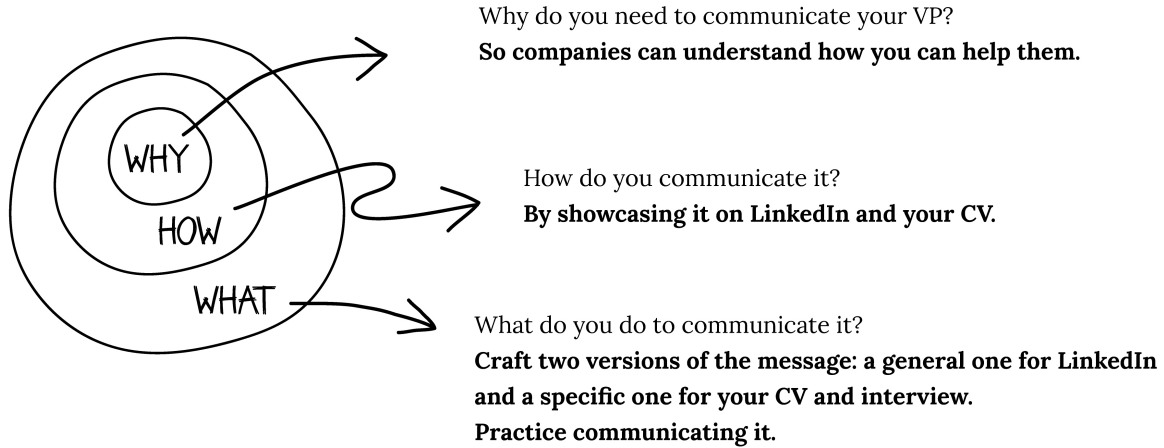 Why do you need to communicate your VP?
So companies can understand how you can help them.
WHY
How do you communicate it?
By showcasing it on LinkedIn and your CV.
HOW
WHAT
What do you do to communicate it?
Craft two versions of the message: a general one for LinkedIn
and a specific one for your CV and interview.
Practice communicating it.